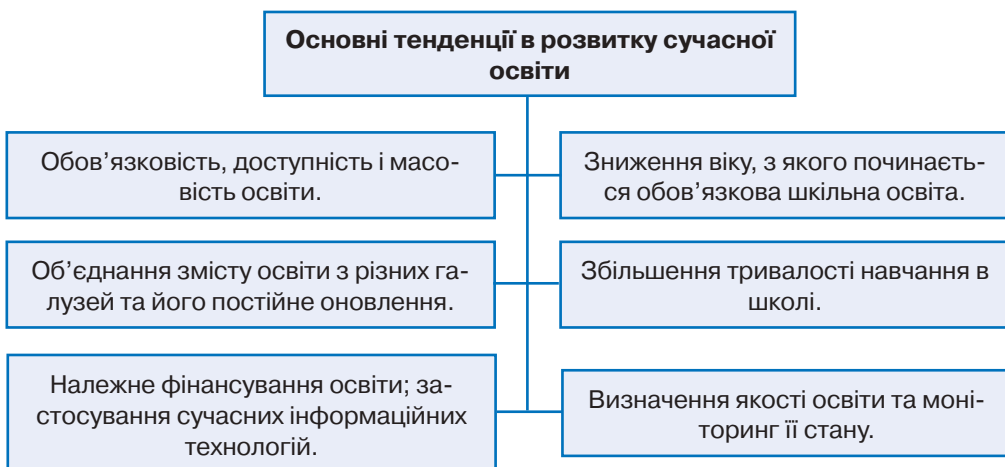 Основні тенденції в розвитку сучасної
освіти
Обов’язковість, доступність і масо-
вість освіти.
Зниження віку, з якого починаєть-
ся обов’язкова шкільна освіта.
Об’єднання змісту освіти з різних га-
лузей та його постійне оновлення.
Збільшення тривалості навчання в
школі.
Належне фінансування освіти; за-
стосування сучасних інформаційних
технологій.
Визначення якості освіти та моні-
торинг її стану.